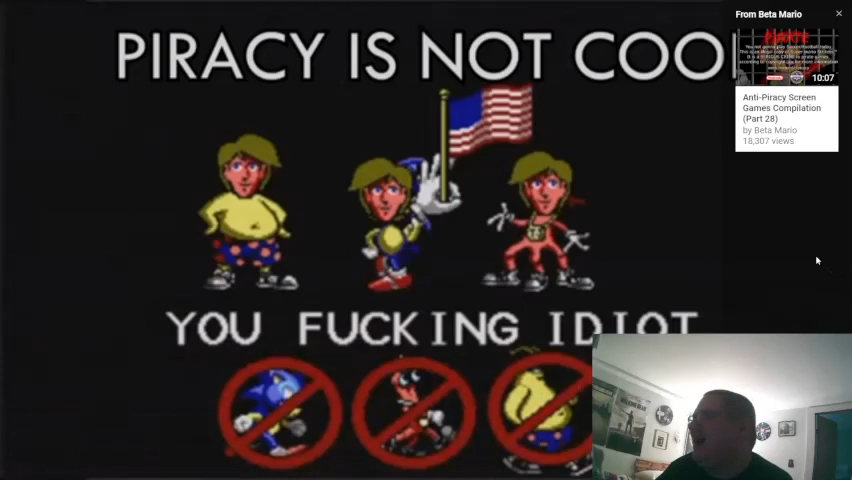 PIRACY IS NOT COO
YOU FUCKING IDIOT
From Beta Mario
10:07
Anti-Piracy Screen
Games Compilation
(Part 28)
by Beta Mario
18,307 views